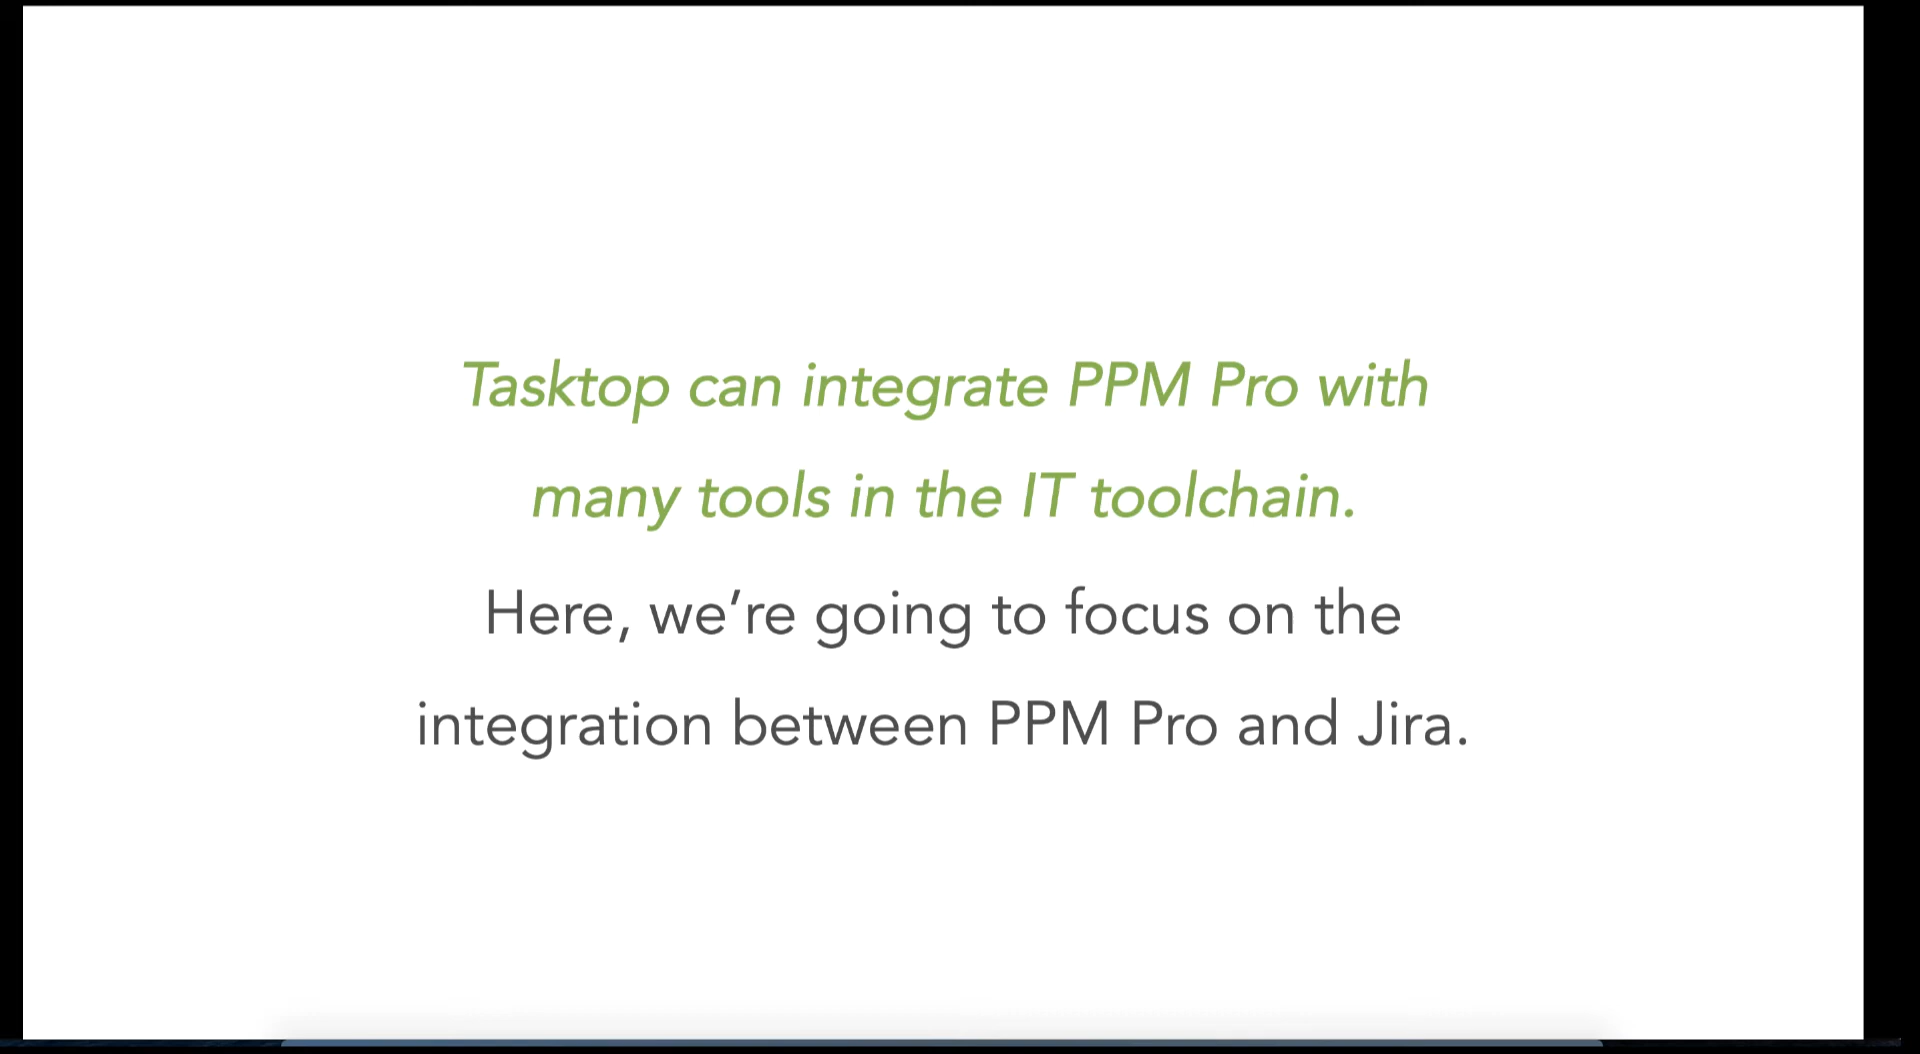 Tasktop can integrate PPM Pro with
many tools in the IT toolchain.
Here, we’re going to focus on the
integration between PPM Pro and Jira.